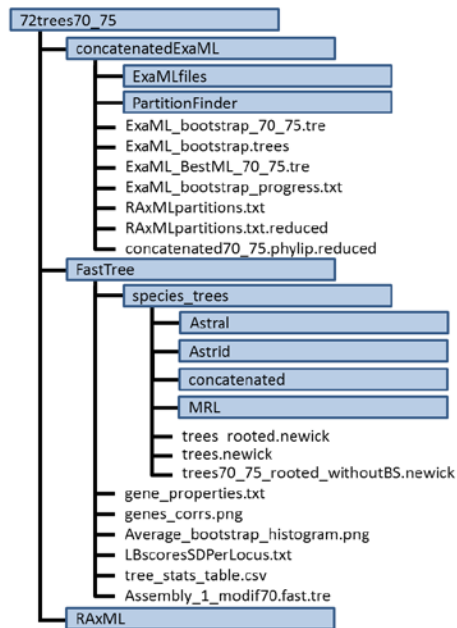 72trees70_75
concatenatedExaML
ExaMLfiles
PartitionFinder
ExaML_bootstrap_70_75.tre
ExaML_bootstrap.trees
ExaML_BestML_70_75.tre
ExaML_bootstrap_progress.txt
RAxMLpartitions.txt
RAxMLpartitions.txt.reduced
concatenated70_75.phylip.reduced
FastTree
species_trees
Astral
Astrid
concatenated
MRL
trees_rooted.newick
trees.newick
trees70_75_rooted_withoutBS.newick
gene_properties.txt
genes_corrs.png
Average_bootstrap_histogram.png
LBscoresSDPerLocus.txt
tree_stats_table.csv
Assembly_1_modif70.fast.tre
RAxML